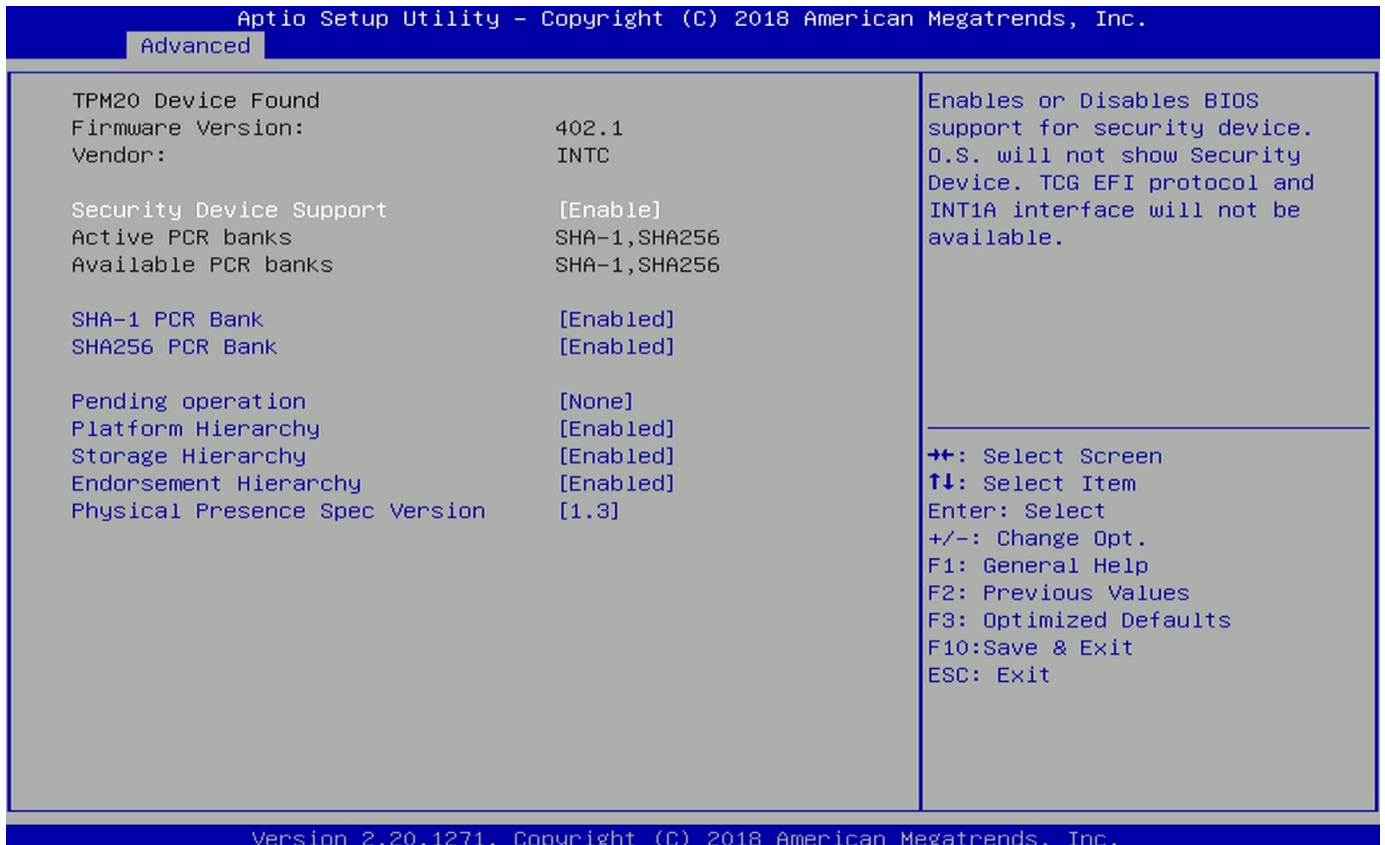 Aptio Setup Utility – Copyright (C) 2018 American Megatrends, Inc.
Advanced
TPM20 Device Found
Firmware Version: 402.1
Vendor: INTC
Security Device Support [Enable]
Active PCR banks SHA-1,SHA256
Available PCR banks SHA-1,SHA256
SHA-1 PCR Bank [Enabled]
SHA256 PCR Bank [Enabled]
Pending operation [None]
Platform Hierarchy [Enabled]
Storage Hierarchy [Enabled]
Endorsement Hierarchy [Enabled]
Physical Presence Spec Version [1.3]
Enables or Disables BIOS
support for security device.
O.S. will not show Security
Device. TCG EFI protocol and
INT1A interface will not be
available.
→←: Select Screen
↑↓: Select Item
Enter: Select
+/-: Change Opt.
F1: General Help
F2: Previous Values
F3: Optimized Defaults
F10:Save & Exit
ESC: Exit
Version 2.20.1271. Copyright (C) 2018 American Megatrends, Inc.